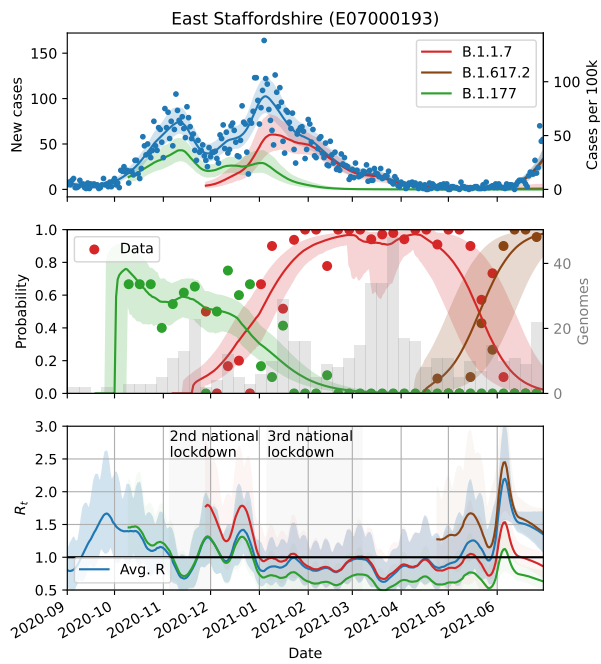 East Staffordshire (E07000193)
New cases
150
100
50
0
B.1.1.7
B.1.617.2
B.1.177
100
50
0
Cases per 100k
Probability
1.0
0.8
0.6
0.4
0.2
0.0
Data
40
20
0
Genomes
R_t
3.0
2.5
2.0
1.5
1.0
0.5
2nd national
lockdown
3rd national
lockdown
Avg. R
2020-09
2020-10
2020-11
2020-12
2021-01
2021-02
2021-03
2021-04
2021-05
2021-06
Date